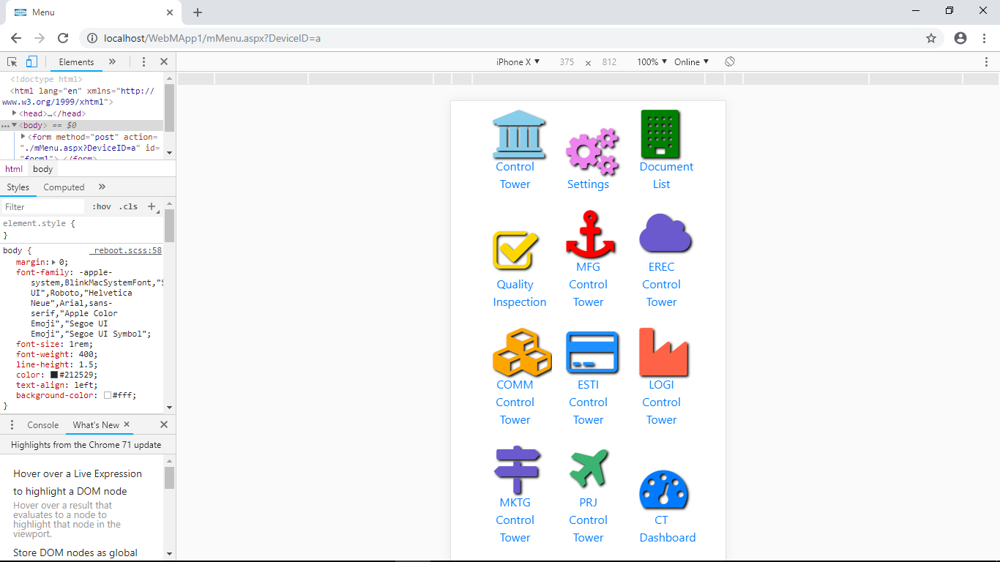 Menu
localhost/WebMApp1/mMenu.aspx?DeviceID=a
Elements
iPhone X
375 x 812
100%
Online
<!doctype html>
<html lang="en" xmlns="http://
www.w3.org/1999/xhtml">
<head>…</head>
<body> == $0
<form method="post" action=
"./mMenu.aspx?DeviceID=a" id=
"form1">…</form>
html body
Styles Computed
Filter :hov .cls +
element.style {
}
body { _reboot.scss:58
margin: 0;
font-family: -apple-
system,BlinkMacSystemFont,"S
UI",Roboto,"Helvetica
Neue",Arial,sans-
serif,"Apple Color
Emoji","Segoe UI
Emoji","Segoe UI Symbol";
font-size: 1rem;
font-weight: 400;
line-height: 1.5;
color: #212529;
text-align: left;
background-color: #fff;
}
Console What's New
Highlights from the Chrome 71 update
Hover over a Live Expression
to highlight a DOM node
Hover over a result that
evaluates to a node to
highlight that node in the
viewport.
Store DOM nodes as global
Control
Tower
Settings
Document
List
Quality
Inspection
MFG
Control
Tower
EREC
Control
Tower
COMM
Control
Tower
ESTI
Control
Tower
LOGI
Control
Tower
MKTG
Control
Tower
PRJ
Control
Tower
CT
Dashboard